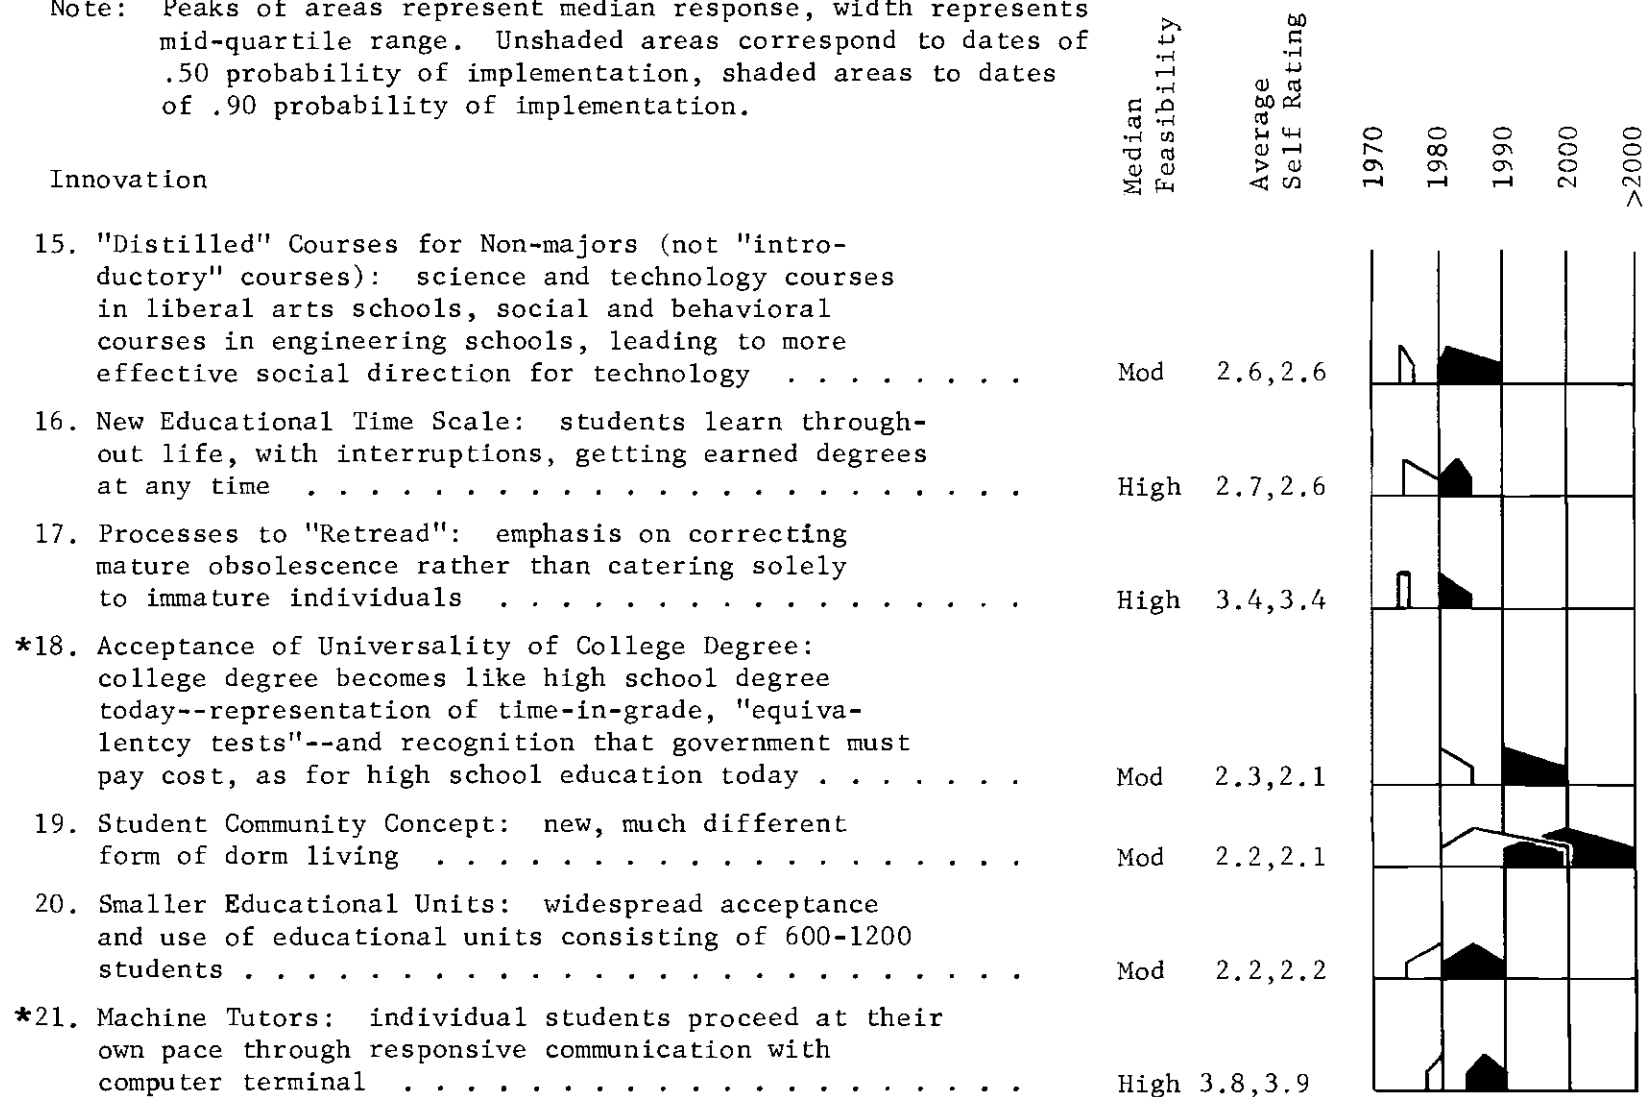 Note: Peaks of areas represent median response, width represents
mid-quartile range. Unshaded areas correspond to dates of
.50 probability of implementation, shaded areas to dates
of .90 probability of implementation.
Innovation
Median
Feasibility
Average
Self Rating
1970
1980
1990
2000
>2000
15. "Distilled" Courses for Non-majors (not "intro-
ductory" courses): science and technology courses
in liberal arts schools, social and behavioral
courses in engineering schools, leading to more
effective social direction for technology . . . . . . . . Mod 2.6,2.6
16. New Educational Time Scale: students learn through-
out life, with interruptions, getting earned degrees
at any time . . . . . . . . . . . . . . . . . . . . . . . High 2.7,2.6
17. Processes to "Retread": emphasis on correcting
mature obsolescence rather than catering solely
to immature individuals . . . . . . . . . . . . . . . . . High 3.4,3.4
*18. Acceptance of Universality of College Degree:
college degree becomes like high school degree
today--representation of time-in-grade, "equiva-
lentcy tests"--and recognition that government must
pay cost, as for high school education today . . . . . . . Mod 2.3,2.1
19. Student Community Concept: new, much different
form of dorm living . . . . . . . . . . . . . . . . . . . Mod 2.2,2.1
20. Smaller Educational Units: widespread acceptance
and use of educational units consisting of 600-1200
students . . . . . . . . . . . . . . . . . . . . . . . . . Mod 2.2,2.2
*21. Machine Tutors: individual students proceed at their
own pace through responsive communication with
computer terminal . . . . . . . . . . . . . . . . . . . . High 3.8,3.9